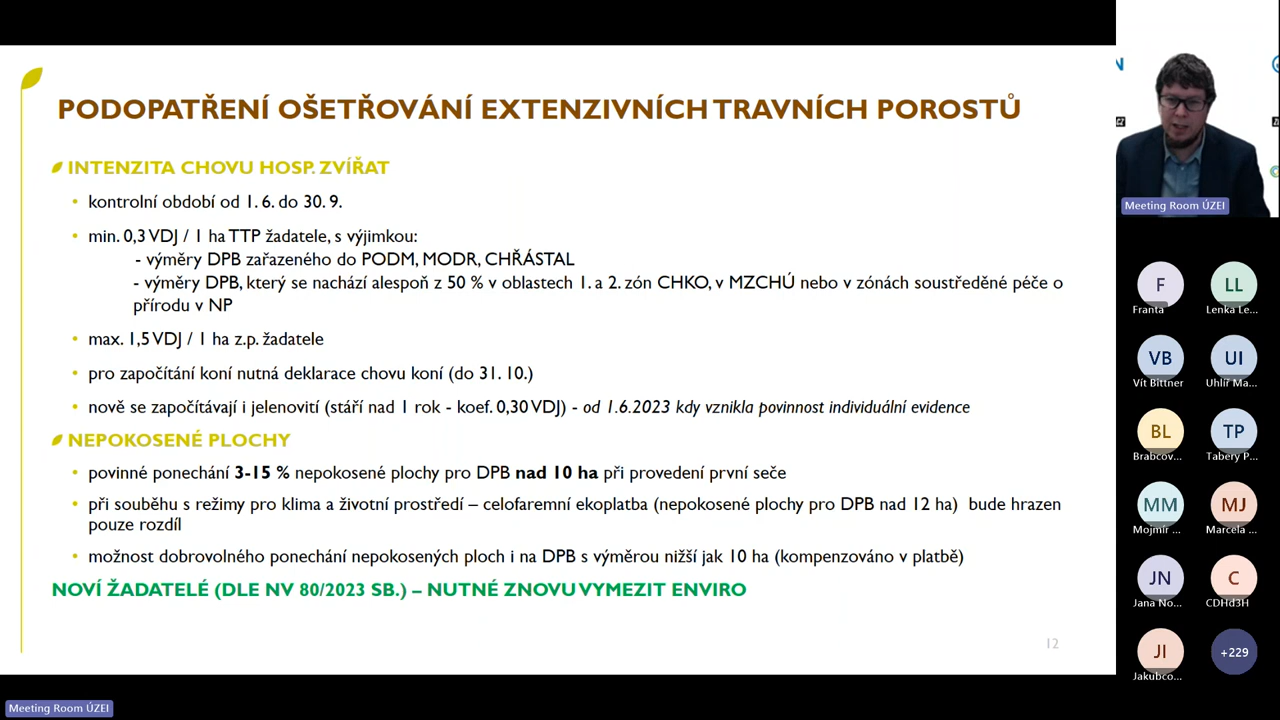 PODOPATŘENÍ OŠETŘOVÁNÍ EXTENZIVNÍCH TRAVNÍCH POROSTŮ
INTENZITA CHOVU HOSP. ZVÍŘAT
• kontrolní období od 1. 6. do 30. 9.
• min. 0,3 VDJ / 1 ha TTP žadatele, s výjimkou:
- výměry DPB zařazeného do PODM, MODR, CHŘÁSTAL
- výměry DPB, který se nachází alespoň z 50 % v oblastech 1. a 2. zón CHKO, v MZCHÚ nebo v zónách soustředěné péče o
přírodu v NP
• max. 1,5 VDJ / 1 ha z.p. žadatele
• pro započítání koní nutná deklarace chovu koní (do 31. 10.)
• nově se započítávají i jelenovití (stáří nad 1 rok - koef. 0,30 VDJ) - od 1.6.2023 kdy vznikla povinnost individuální evidence
NEPOKOSENÉ PLOCHY
• povinné ponechání 3-15 % nepokosené plochy pro DPB nad 10 ha při provedení první seče
• při souběhu s režimy pro klima a životní prostředí – celofaremní ekoplatba (nepokosené plochy pro DPB nad 12 ha) bude hrazen
pouze rozdíl
• možnost dobrovolného ponechání nepokosených ploch i na DPB s výměrou nižší jak 10 ha (kompenzováno v platbě)
NOVÍ ŽADATELÉ (DLE NV 80/2023 SB.) – NUTNÉ ZNOVU VYMEZIT ENVIRO
12
Meeting Room ÚZEI
Meeting Room ÚZEI
F
Franta
LL
Lenka Le...
VB
Vít Bittner
UI
Uhlíř Ma...
BL
Brabcov...
TP
Tabery P...
MM
Mojmír ...
MJ
Marcela ...
JN
Jana No...
C
CDHd3H
JI
Jakubco...
+229